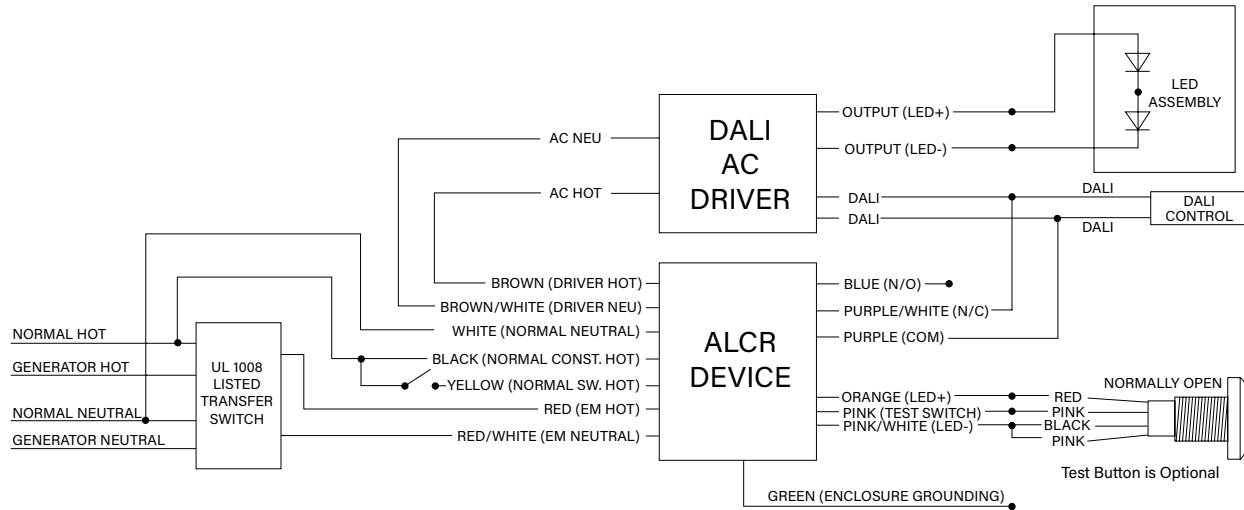 OUTPUT (LED+)
OUTPUT (LED-)
LED
ASSEMBLY
AC NEU
AC HOT
DALI
AC
DRIVER
DALI
DALI
DALI
DALI
DALI
CONTROL
BROWN (DRIVER HOT)
BROWN/WHITE (DRIVER NEU)
WHITE (NORMAL NEUTRAL)
BLACK (NORMAL CONST. HOT)
YELLOW (NORMAL SW. HOT)
RED (EM HOT)
RED/WHITE (EM NEUTRAL)
NORMAL HOT
GENERATOR HOT
NORMAL NEUTRAL
GENERATOR NEUTRAL
UL 1008
LISTED
TRANSFER
SWITCH
ALCR
DEVICE
BLUE (N/O)
PURPLE/WHITE (N/C)
PURPLE (COM)
ORANGE (LED+)
PINK (TEST SWITCH)
PINK/WHITE (LED-)
NORMALLY OPEN
RED
PINK
BLACK
PINK
Test Button is Optional
GREEN (ENCLOSURE GROUNDING)